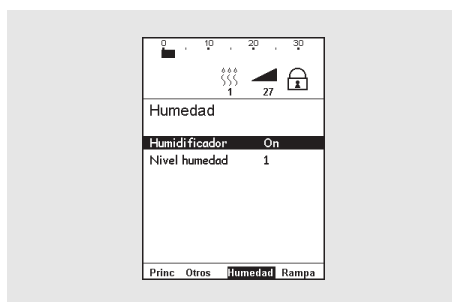 0 10 20 30
1 27
Humedad
Humidificador On
Nivel humedad 1
Princ Otros Humedad Rampa